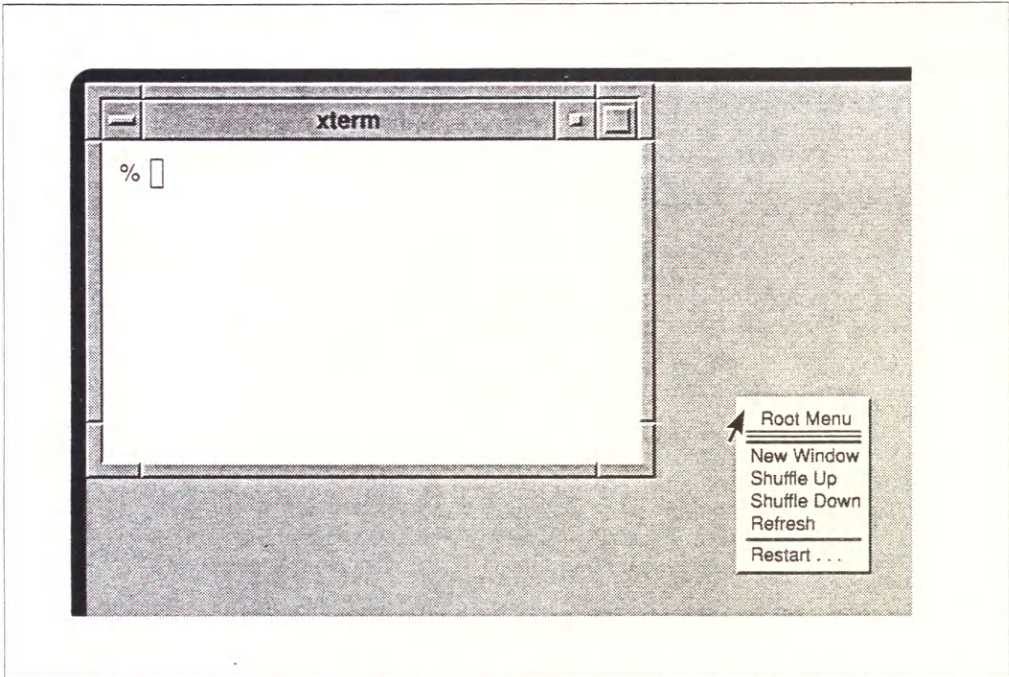 xterm
%
Root Menu
New Window
Shuffle Up
Shuffle Down
Refresh
Restart . . .